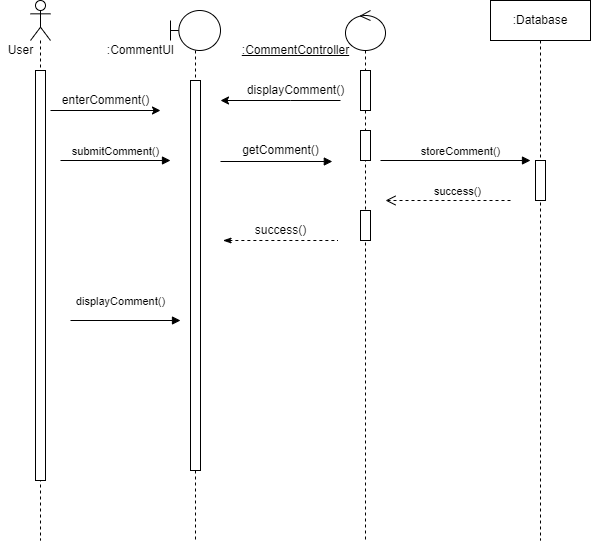 :Database
User
:CommentUI
:CommentController
displayComment()
enterComment()
submitComment()
getComment()
storeComment()
success()
success()
displayComment()